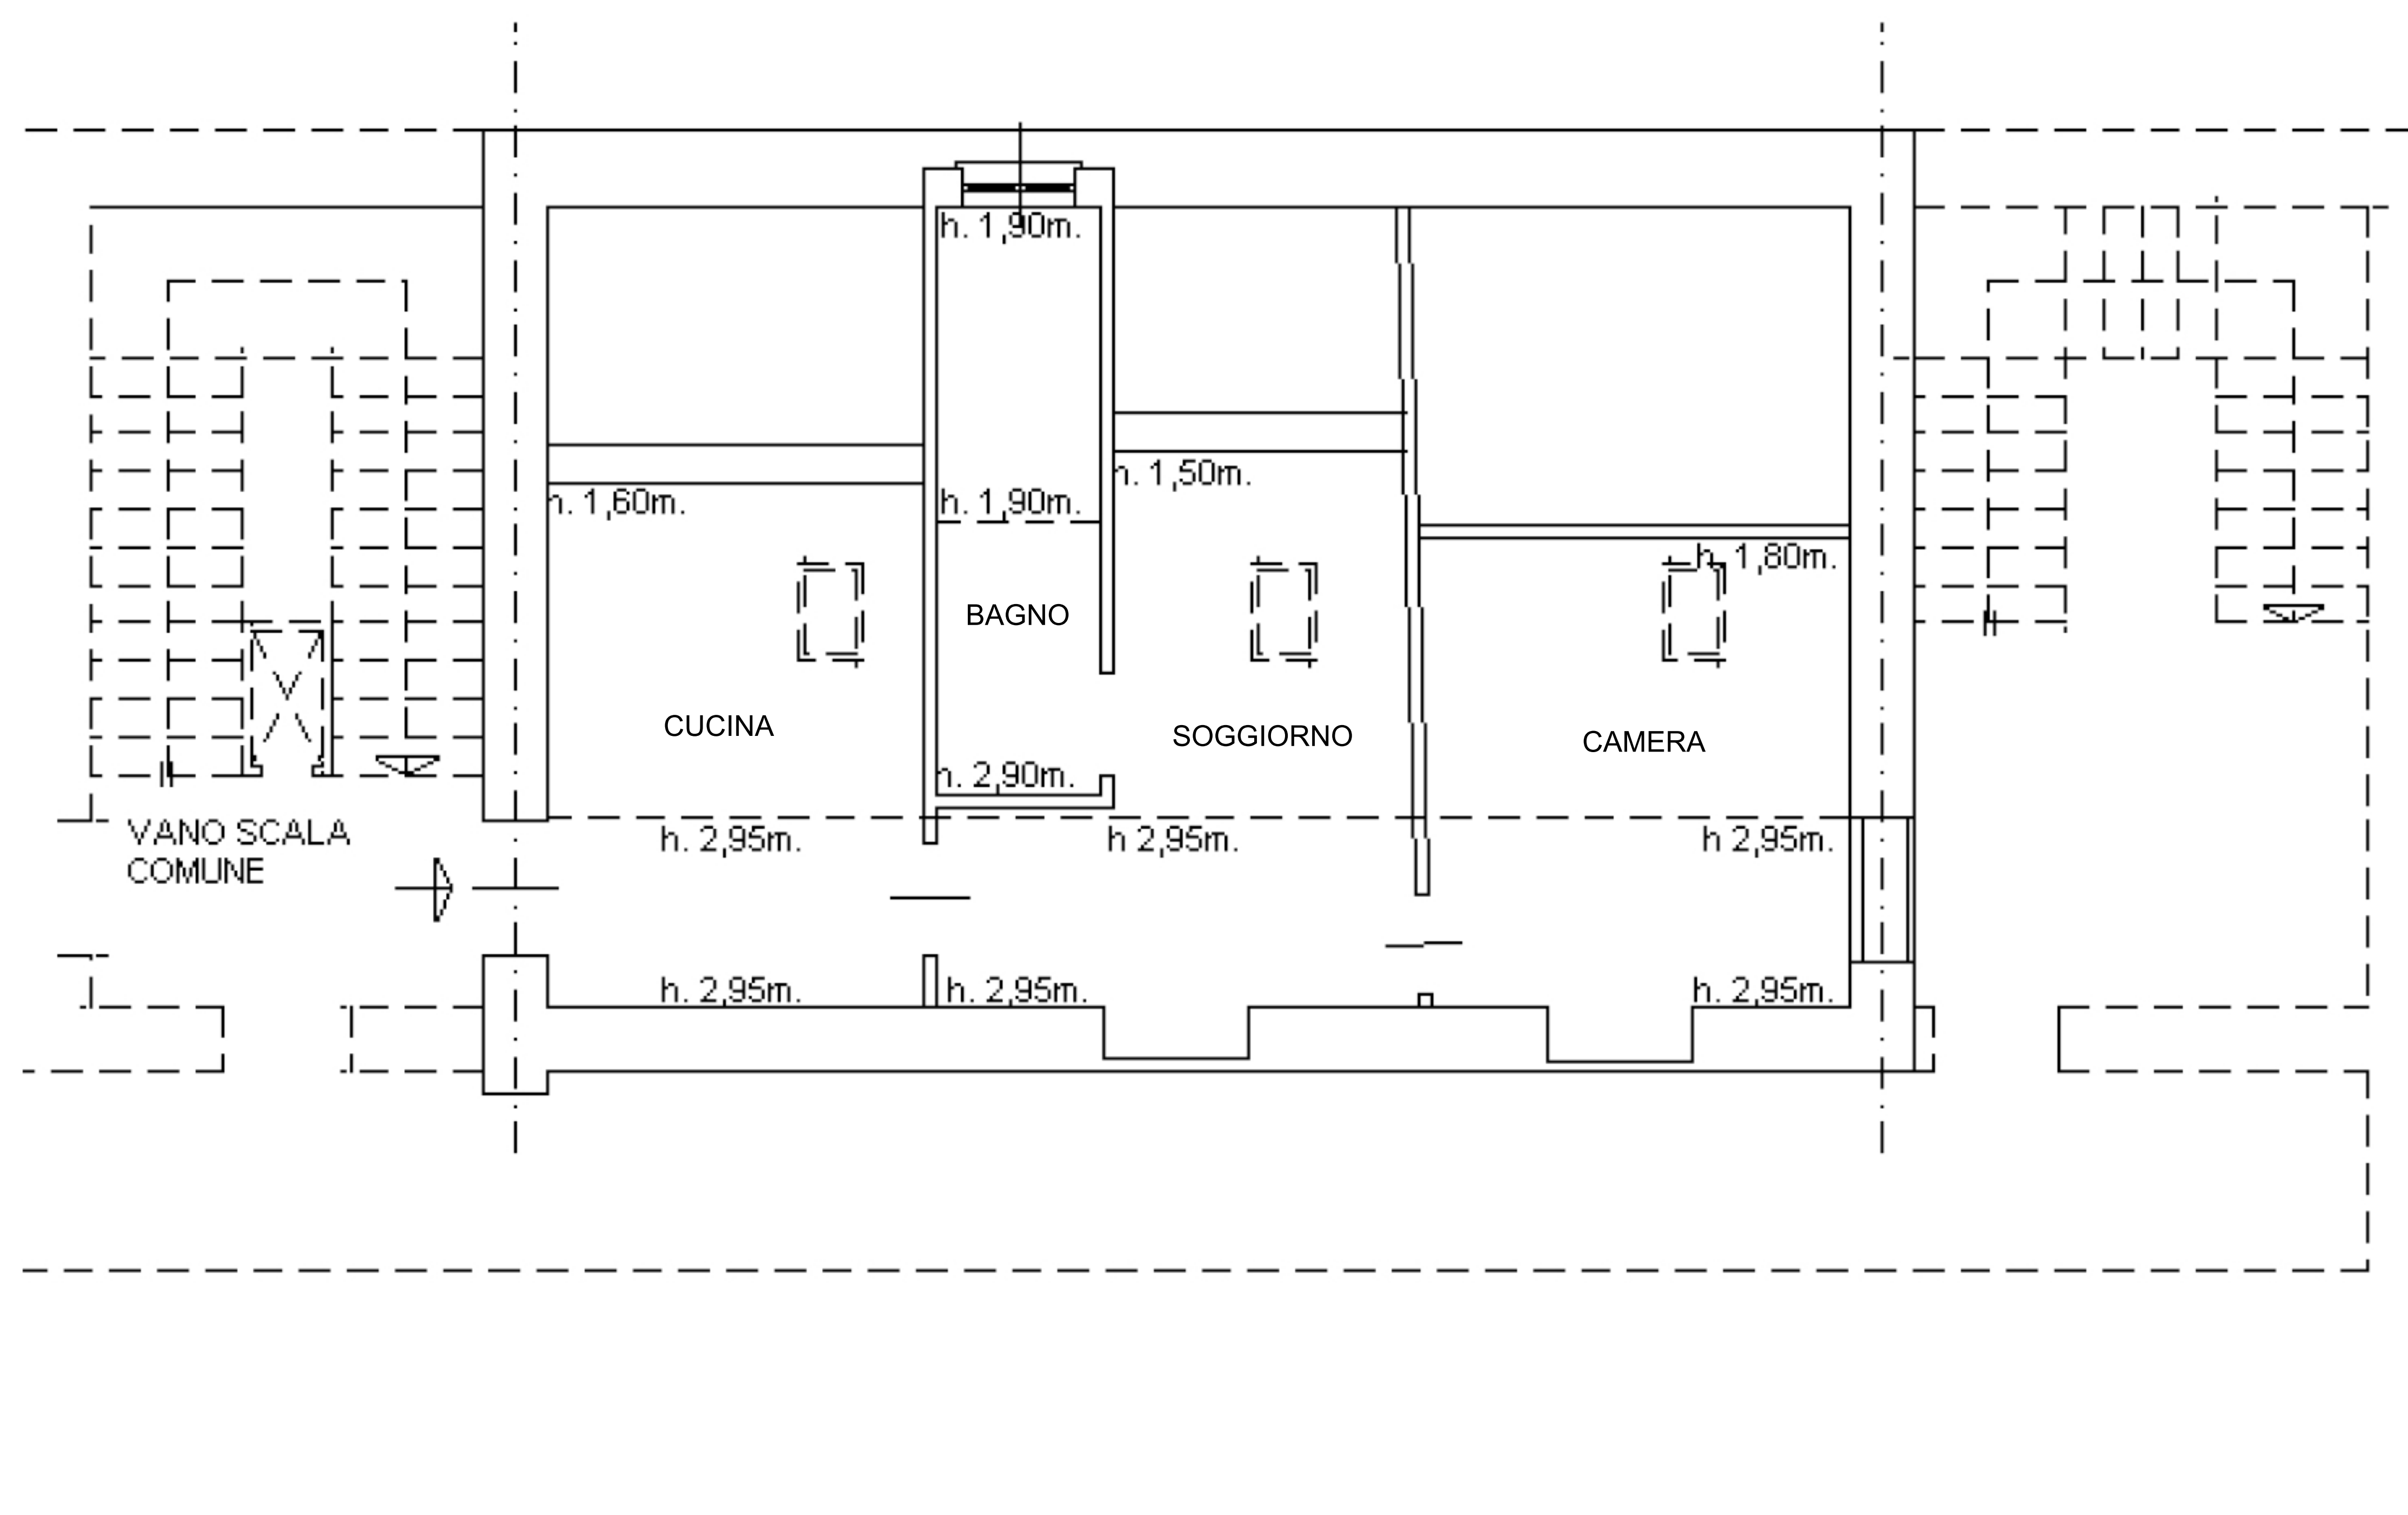 h. 1,90m.
h. 1,60m.
h. 1,90m.
h. 1,50m.
h. 1,80m.
BAGNO
CUCINA
SOGGIORNO
CAMERA
h. 2,90m.
VANO SCALA
COMUNE
h. 2,95m.
h 2,95m.
h 2,95m.
h. 2,95m.
h. 2,95m.
h. 2,95m.